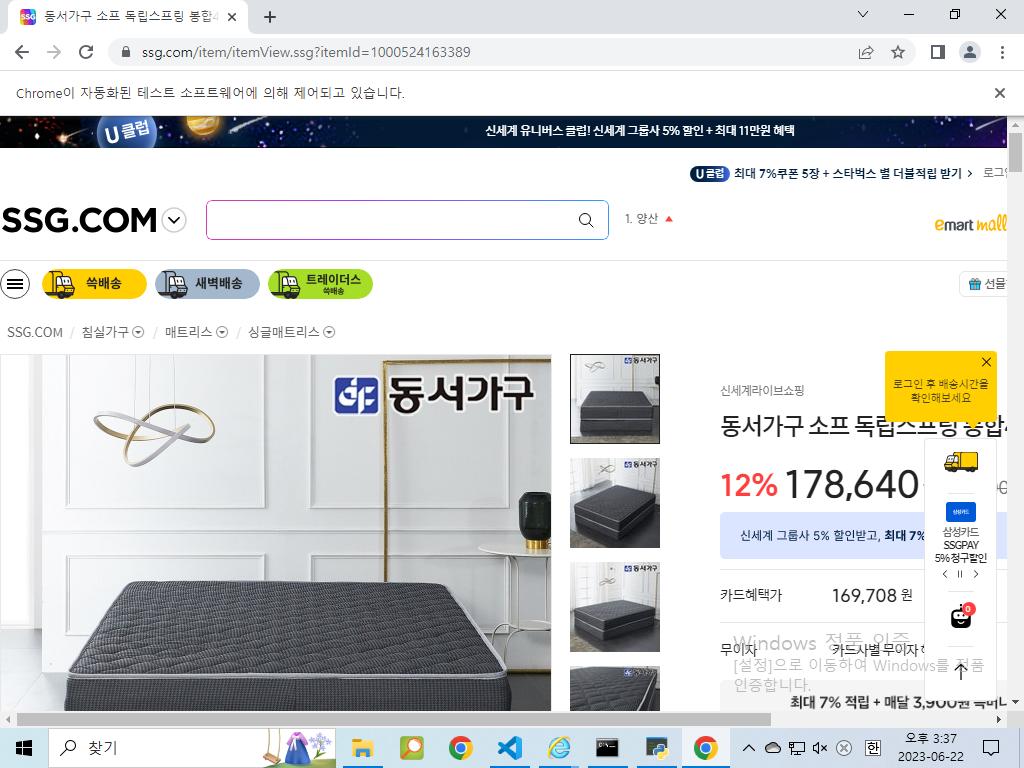 동서가구 소프 독립스프링 봉합4
ssg.com/item/itemView.ssg?itemId=1000524163389
Chrome이 자동화된 테스트 소프트웨어에 의해 제어되고 있습니다.
U 클럽
신세계 유니버스 클럽! 신세계 그룹사 5% 할인 + 최대 11만원 혜택
U 클럽 최대 7%쿠폰 5장 + 스타벅스 별 더블적립 받기 > 로그인
SSG.COM
1. 양산
emart mall
쓱배송
새벽배송
트레이더스
쓱배송
선물
SSG.COM / 침실가구 / 매트리스 / 싱글매트리스
동서가구
신세계라이브쇼핑
로그인 후 배송시간을
확인해보세요
동서가구 소프 독립스프링 봉합4
12% 178,640
신세계 그룹사 5% 할인받고, 최대 7%
삼성카드
삼성카드
SSGPAY
5% 청구할인
카드혜택가 169,708 원
0
무이자 카드사별 무이자
Windows 정품 인증
[설정]으로 이동하여 Windows를 정품
인증합니다.
최대 7% 적립 + 매달 3,900원 쓱머니
찾기
오후 3:37
한
2023-06-22